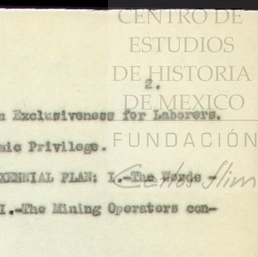 CENTRO DE
ESTUDIOS
DE HISTORIA
2.
DE MEXICO
n Exclusiveness for Laborers.
FUNDACIÓN
mic Privilege.
Carlos Slim
XENNIAL PLAN: I.-The Words -
I.-The Mining Operators con-